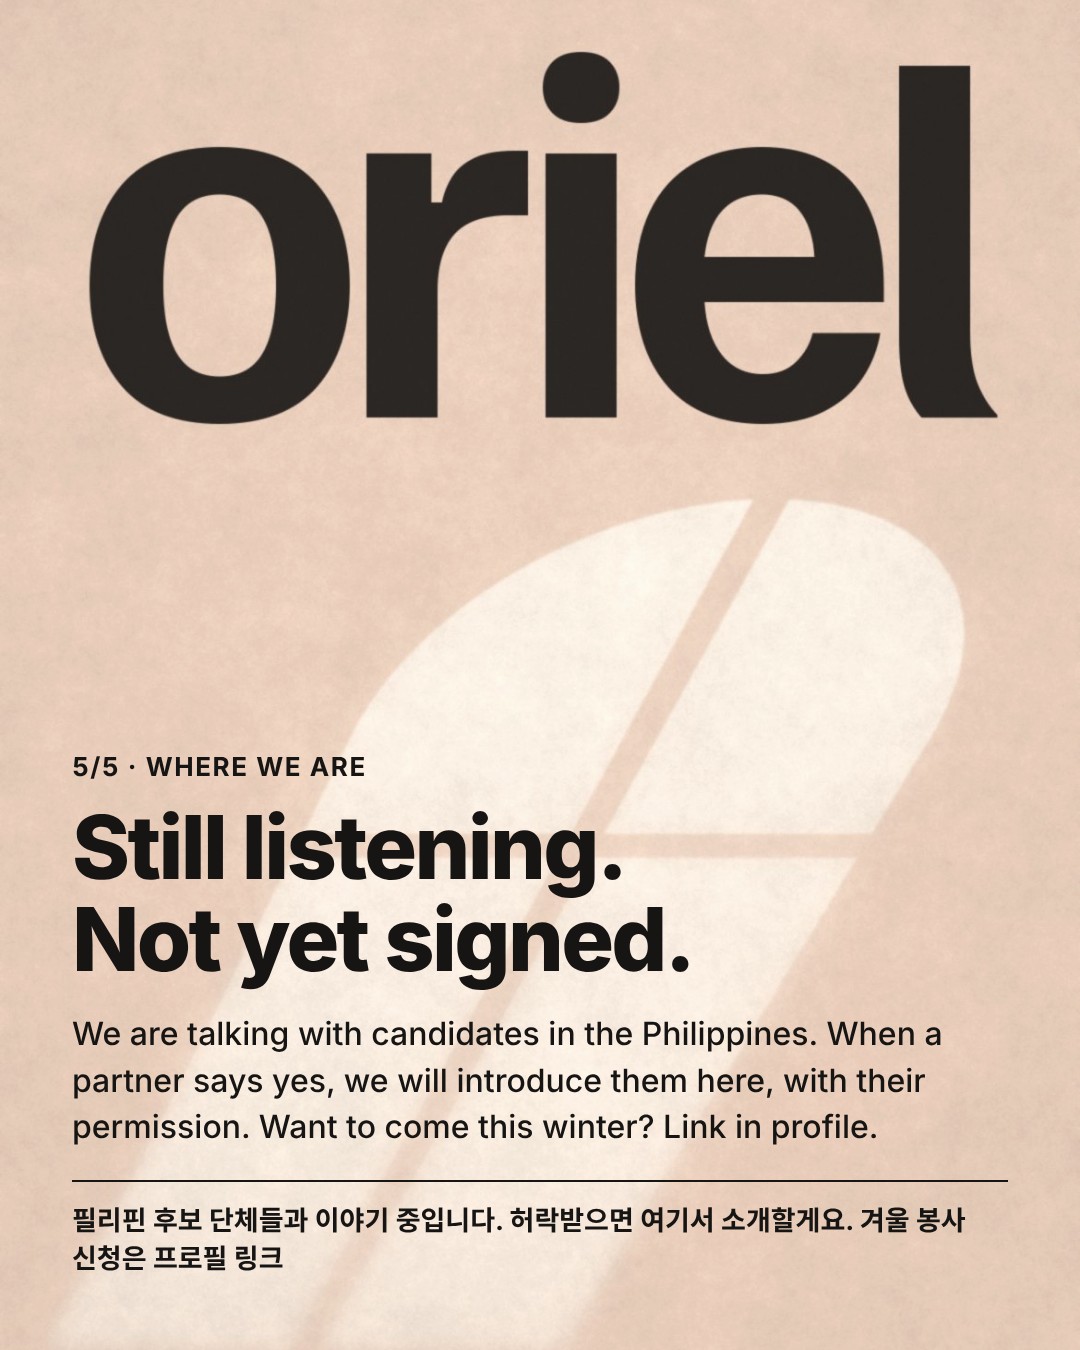 oriel
5/5 · WHERE WE ARE
Still listening.
Not yet signed.
We are talking with candidates in the Philippines. When a
partner says yes, we will introduce them here, with their
permission. Want to come this winter? Link in profile.
필리핀 후보 단체들과 이야기 중입니다. 허락받으면 여기서 소개할게요. 겨울 봉사
신청은 프로필 링크